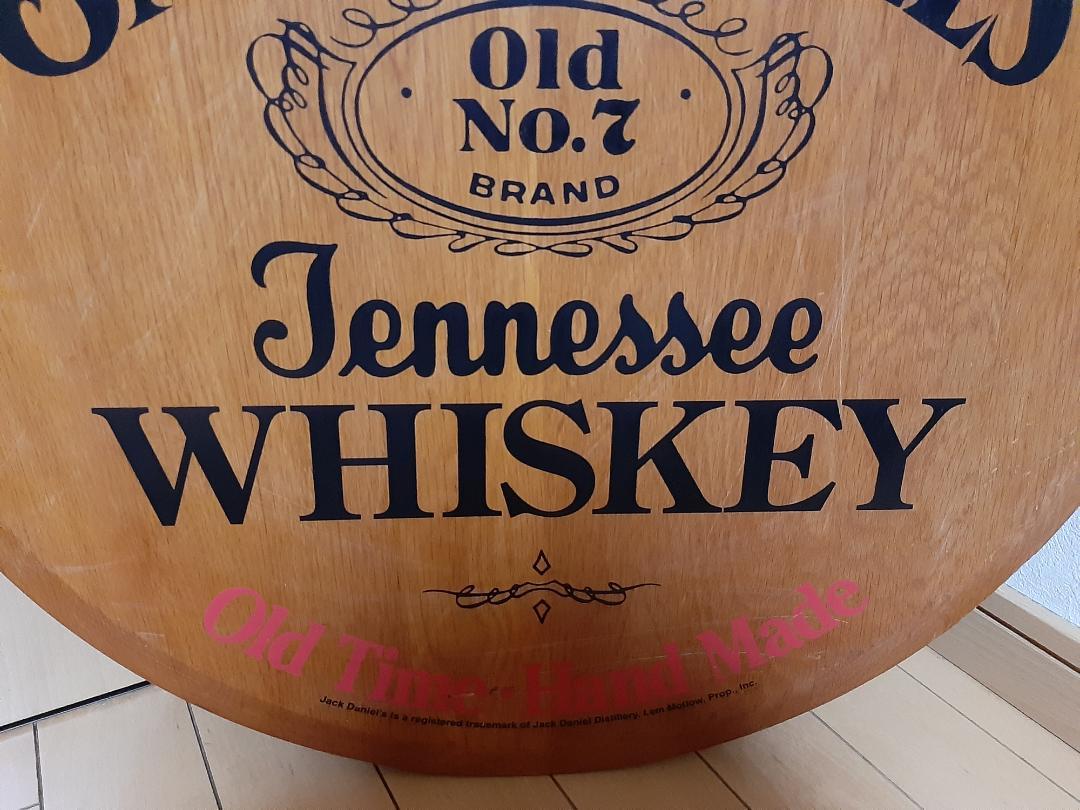 Old
No.7
BRAND
Tennessee
WHISKEY
Old Time · Hand Made
Jack Daniel's is a registered trademark of Jack Daniel Distillery, Lem Motlow, Prop., Inc.